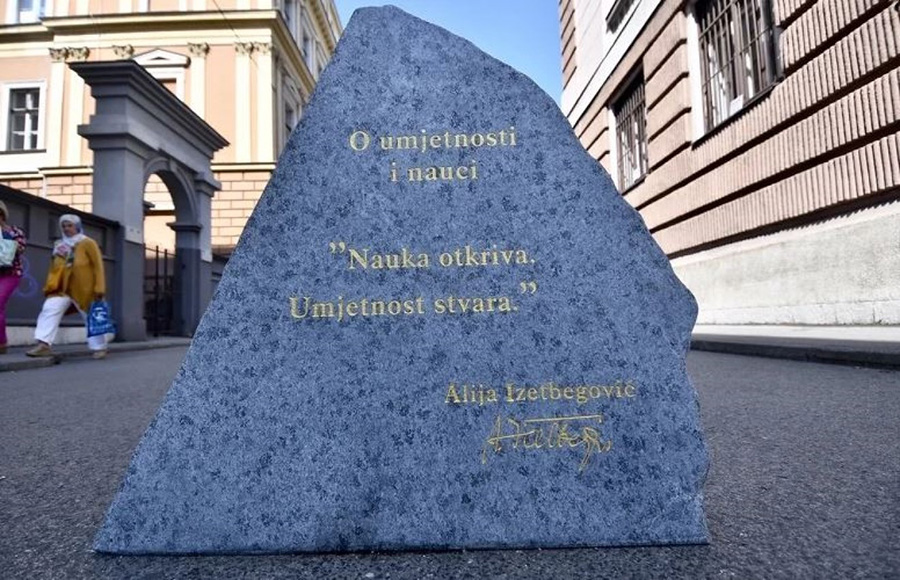 O umjetnosti
i nauci
”Nauka otkriva.
Umjetnost stvara.”
Alija Izetbegović